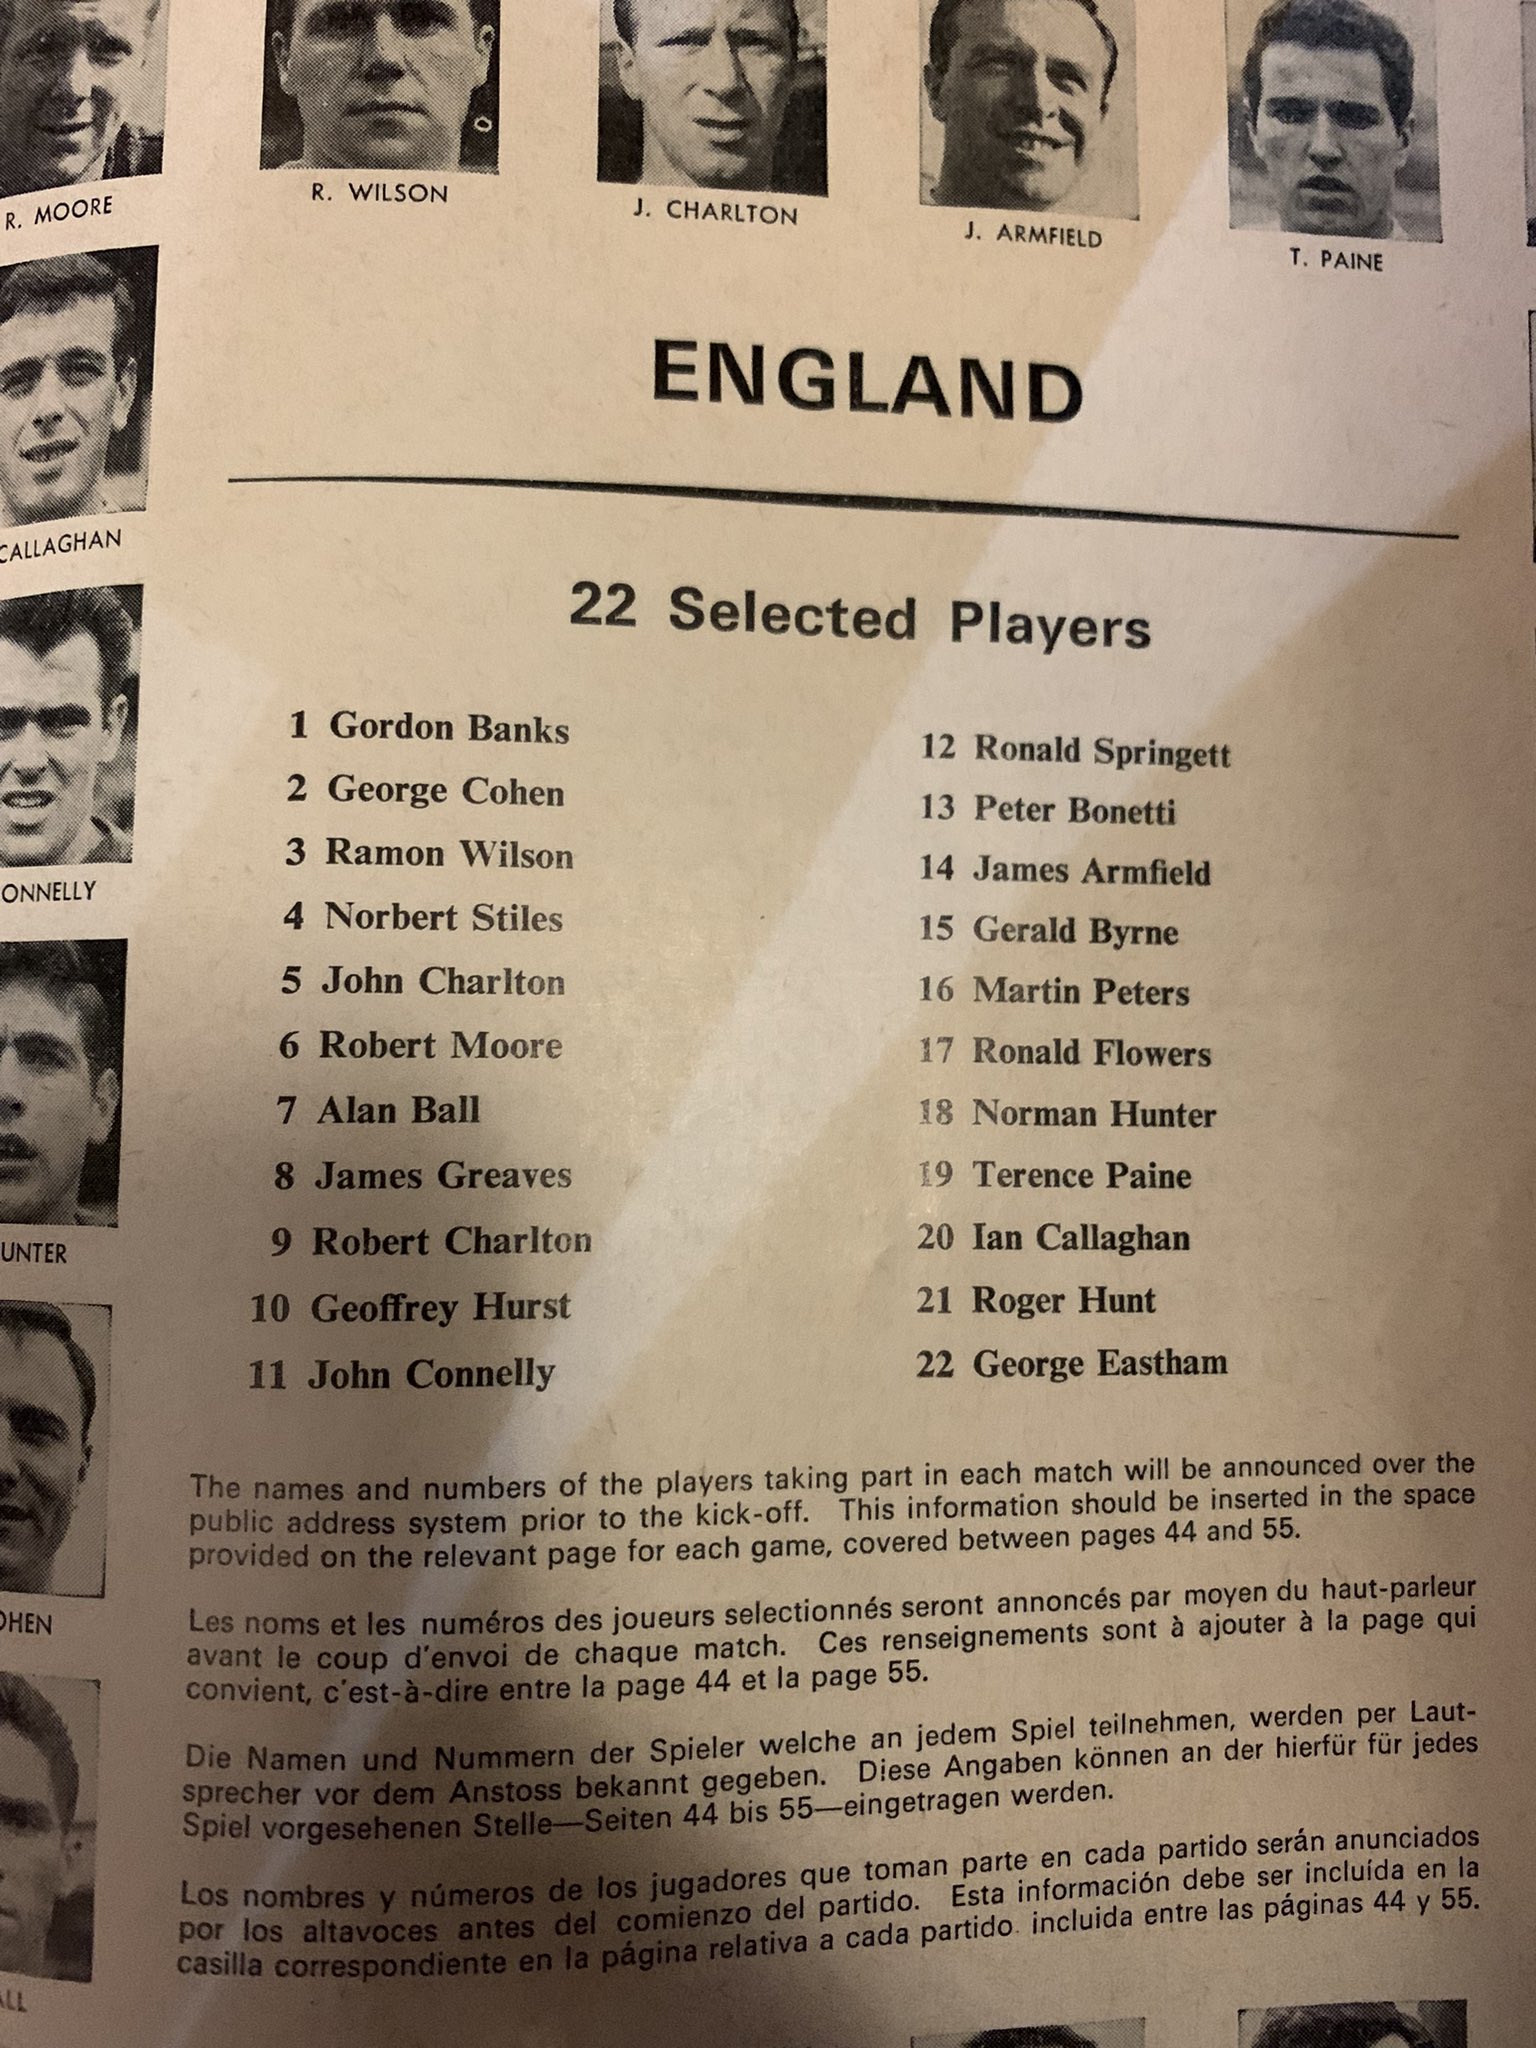 R. MOORE
R. WILSON
J. CHARLTON
J. ARMFIELD
T. PAINE
CALLAGHAN
ONNELLY
UNTER
OHEN
ALL
ENGLAND
22 Selected Players
1 Gordon Banks
2 George Cohen
3 Ramon Wilson
4 Norbert Stiles
5 John Charlton
6 Robert Moore
7 Alan Ball
8 James Greaves
9 Robert Charlton
10 Geoffrey Hurst
11 John Connelly
12 Ronald Springett
13 Peter Bonetti
14 James Armfield
15 Gerald Byrne
16 Martin Peters
17 Ronald Flowers
18 Norman Hunter
19 Terence Paine
20 Ian Callaghan
21 Roger Hunt
22 George Eastham
The names and numbers of the players taking part in each match will be announced over the
public address system prior to the kick-off. This information should be inserted in the space
provided on the relevant page for each game, covered between pages 44 and 55.
Les noms et les numéros des joueurs selectionnés seront annoncés par moyen du haut-parleur
avant le coup d'envoi de chaque match. Ces renseignements sont à ajouter à la page qui
convient, c'est-à-dire entre la page 44 et la page 55.
Die Namen und Nummern der Spieler welche an jedem Spiel teilnehmen, werden per Laut-
sprecher vor dem Anstoss bekannt gegeben. Diese Angaben können an der hierfür für jedes
Spiel vorgesehenen Stelle—Seiten 44 bis 55—eingetragen werden.
Los nombres y números de los jugadores que toman parte en cada partido serán anunciados
por los altavoces antes del comienzo del partido. Esta información debe ser incluída en la
casilla correspondiente en la página relativa a cada partido. incluida entre las páginas 44 y 55.